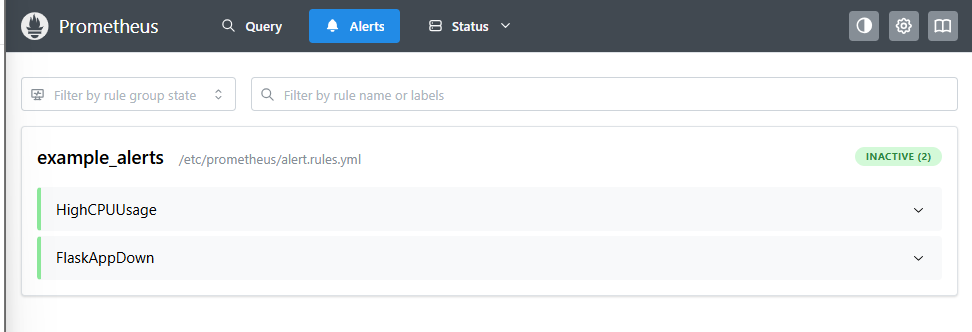 Prometheus Query Alerts Status
Filter by rule group state Filter by rule name or labels
example_alerts /etc/prometheus/alert.rules.yml INACTIVE (2)
HighCPUUsage
FlaskAppDown